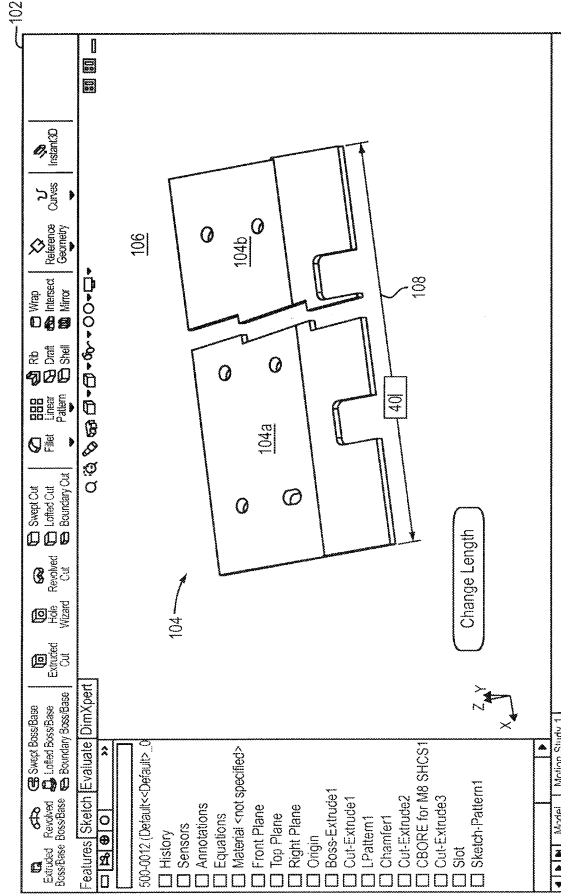 102
Extruded Boss/Base
Revolved Boss/Base
Swept Boss/Base
Lofted Boss/Base
Boundary Boss/Base
Extruded Cut
Hole Wizard
Revolved Cut
Swept Cut
Lofted Cut
Boundary Cut
Fillet
Linear Pattern
Rib
Draft
Shell
Wrap
Intersect
Mirror
Reference Geometry
Curves
Instant3D
Features
Sketch
Evaluate
DimXpert
>>
500-0012 (Default<<Default>_0
History
Sensors
Annotations
Equations
Material <not specified>
Front Plane
Top Plane
Right Plane
Origin
Boss-Extrude1
Cut-Extrude1
LPattern1
Chamfer1
Cut-Extrude2
CBORE for M8 SHCS1
Cut-Extrude3
Slot
Sketch-Pattern1
104
104a
104b
106
108
40
Change Length
Z
Y
X
Model
Motion Study 1